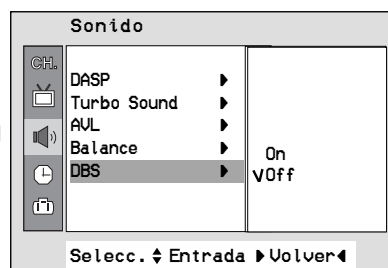 Sonido
CH.
DASP
Turbo Sound
AVL
Balance
DBS
On
√Off
Selecc. Entrada Volver